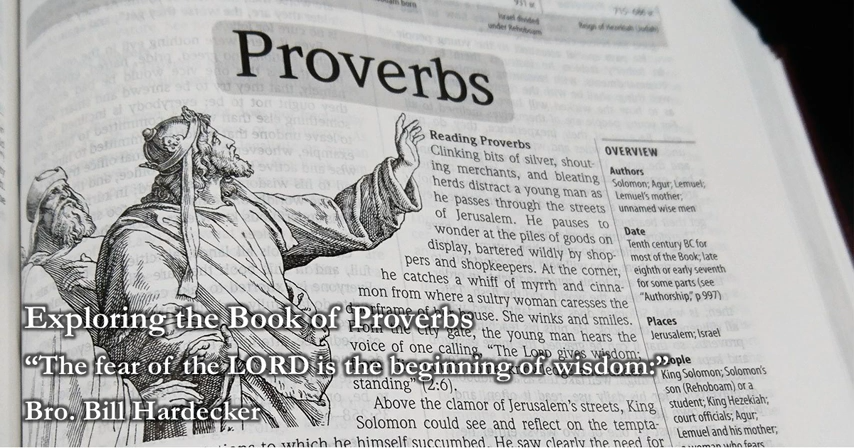 Israel divided
under Rehoboam
Proverbs
Reading Proverbs
Clinking bits of silver, shout-
ing merchants, and bleating
herds distract a young man as
he passes through the streets
of Jerusalem. He pauses to
wonder at the piles of goods on
display, bartered wildly by shop-
pers and shopkeepers. At the corner,
he catches a whiff of myrrh and cinna-
mon from where a sultry woman caresses the
house. She winks and smiles.
From the city gate, the young man hears the
voice of one calling, “The LORD gives wisdom;
standing” (2:6).
Above the clamor of Jerusalem’s streets, King
Solomon could see and reflect on the tempta-
to which he himself succumbed. He saw clearly the need for
OVERVIEW
Authors
Solomon; Agur; Lemuel;
Lemuel’s mother;
unnamed wise men
Date
Tenth century BC for
most of the Book; late
eighth or early seventh
for some parts (see
“Authorship,” p 997)
Places
Jerusalem; Israel
King Solomon; Solomon’s
son (Rehoboam) or a
student; King Hezekiah;
court officials; Agur;
Lemuel and his mother;
a woman who fears
Exploring the Book of Proverbs
“The fear of the LORD is the beginning of wisdom:”
Bro. Bill Hardecker